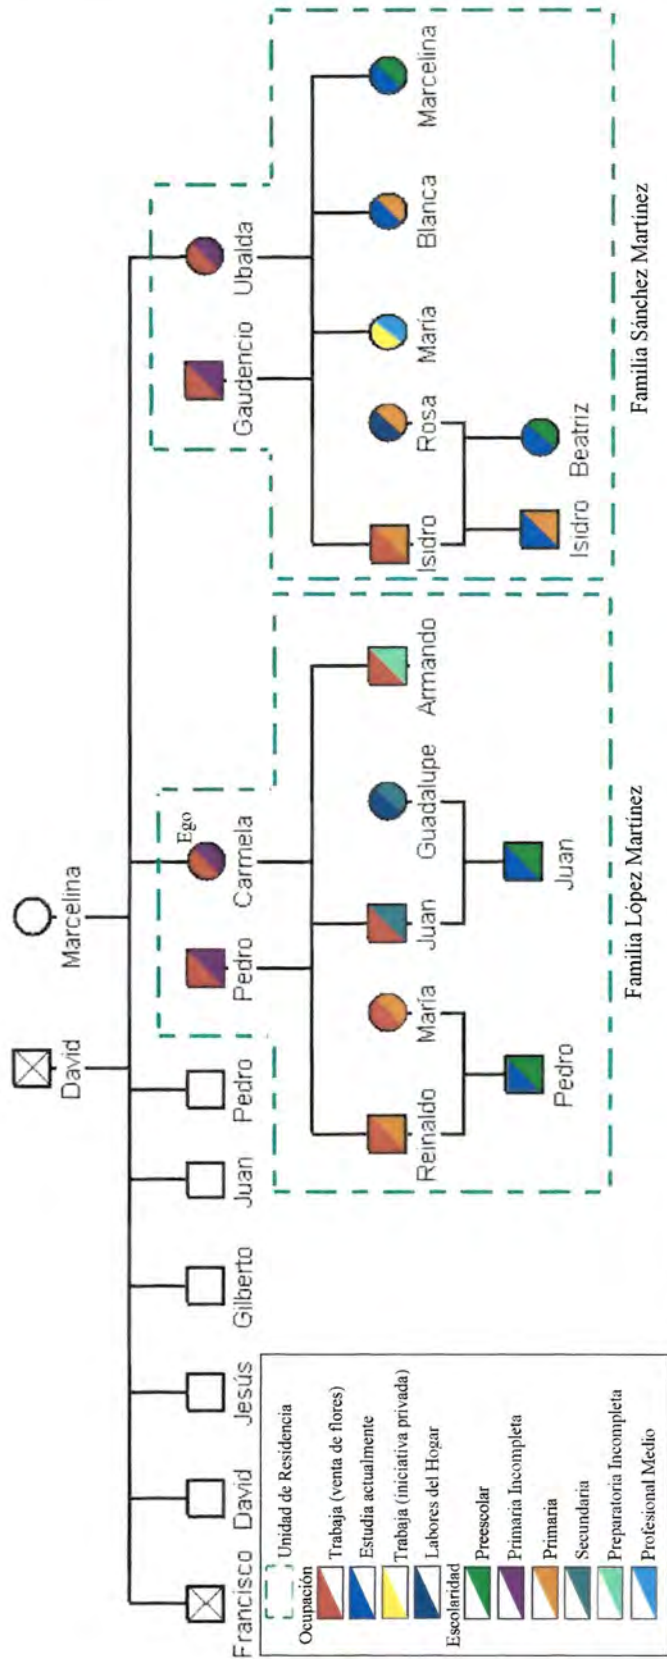 David Marcelina
Ego
Francisco David Jesús Gilberto Juan Pedro Pedro Carmela Gaudencio Ubalda
Reinaldo María Juan Guadalupe Armando Isidro Rosa María Blanca Marcelina
Pedro Juan Isidro Beatriz
Familia López Martínez Familia Sánchez Martínez
Unidad de Residencia
Ocupación
Trabaja (venta de flores)
Estudia actualmente
Trabaja (iniciativa privada)
Labores del Hogar
Escolaridad
Preescolar
Primaria Incompleta
Primaria
Secundaria
Preparatoria Incompleta
Profesional Medio